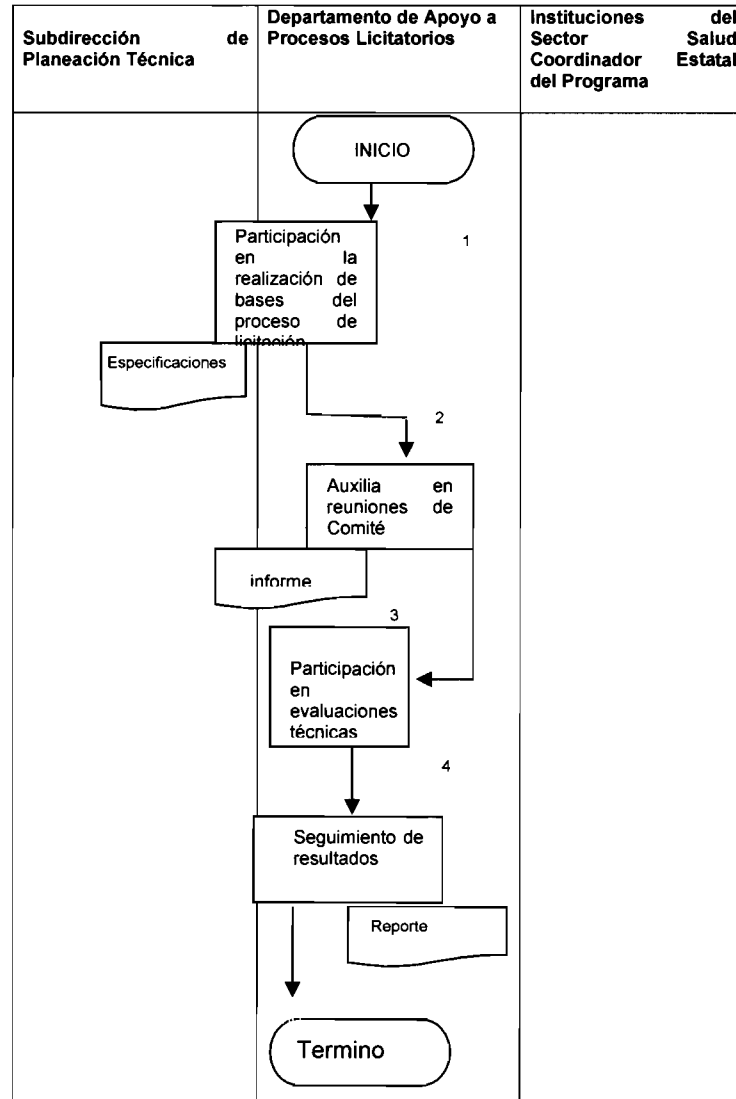 Subdirección de
Planeación Técnica
Departamento de Apoyo a
Procesos Licitatorios
Instituciones del
Sector Salud
Coordinador Estatal
del Programa
INICIO
Participación
en la
realización de
bases del
proceso de
licitación
1
Especificaciones
2
Auxilia en
reuniones de
Comité
informe
3
Participación
en
evaluaciones
técnicas
4
Seguimiento de
resultados
Reporte
Termino